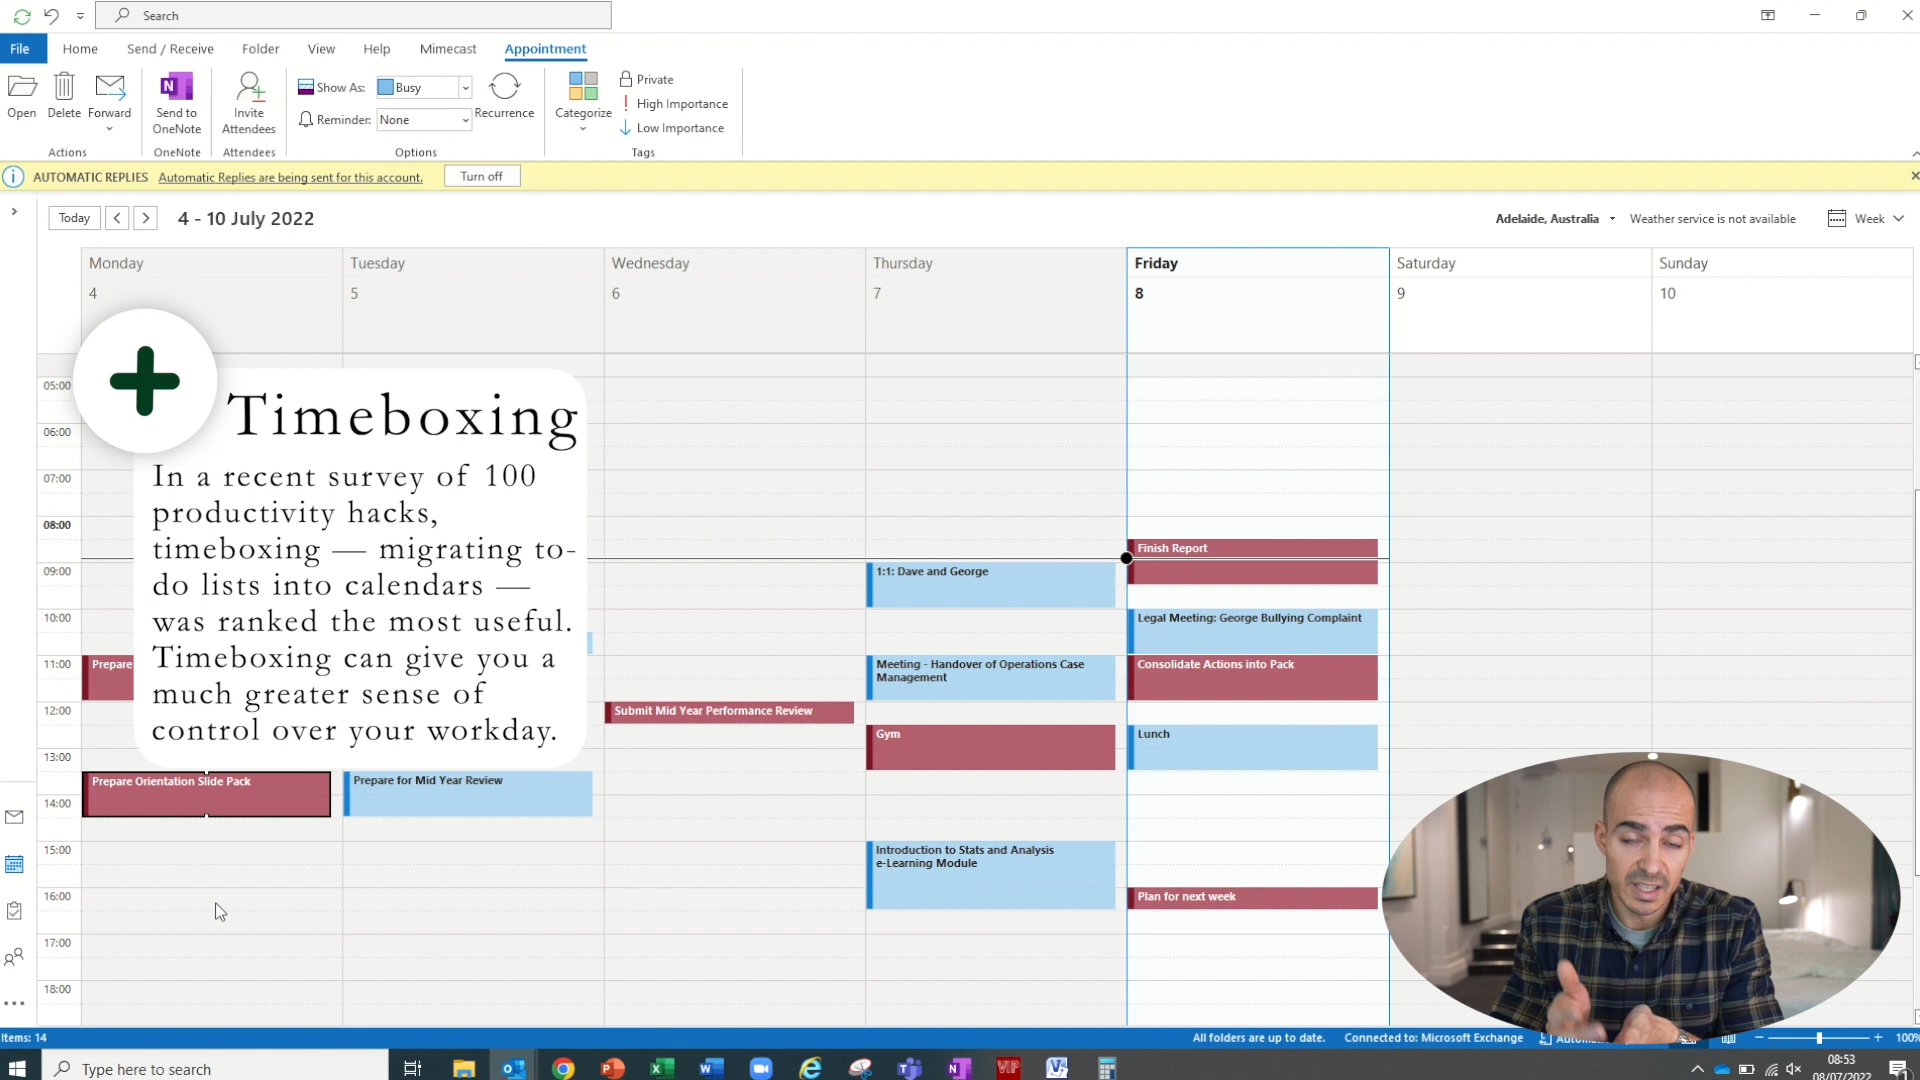 Search
File
Home
Send / Receive
Folder
View
Help
Mimecast
Appointment
Open
Delete
Forward
Send to
OneNote
Invite
Attendees
Show As:
Busy
Reminder:
None
Recurrence
Categorize
Private
High Importance
Low Importance
Actions
OneNote
Attendees
Options
Tags
AUTOMATIC REPLIES
Automatic Replies are being sent for this account.
Turn off
Today
4 - 10 July 2022
Adelaide, Australia
Weather service is not available
Week
Monday
Tuesday
Wednesday
Thursday
Friday
Saturday
Sunday
4
5
6
7
8
9
10
05:00
06:00
07:00
08:00
09:00
10:00
11:00
12:00
13:00
14:00
15:00
16:00
17:00
18:00
Timeboxing
In a recent survey of 100
productivity hacks,
timeboxing — migrating to-
do lists into calendars —
was ranked the most useful.
Timeboxing can give you a
much greater sense of
control over your workday.
Prepare
Prepare Orientation Slide Pack
Prepare for Mid Year Review
Submit Mid Year Performance Review
1:1: Dave and George
Meeting - Handover of Operations Case
Management
Gym
Introduction to Stats and Analysis
e-Learning Module
Finish Report
Legal Meeting: George Bullying Complaint
Consolidate Actions into Pack
Lunch
Plan for next week
Items: 14
All folders are up to date.
Connected to: Microsoft Exchange
100%
Type here to search
VIP
08:53
08/07/2022